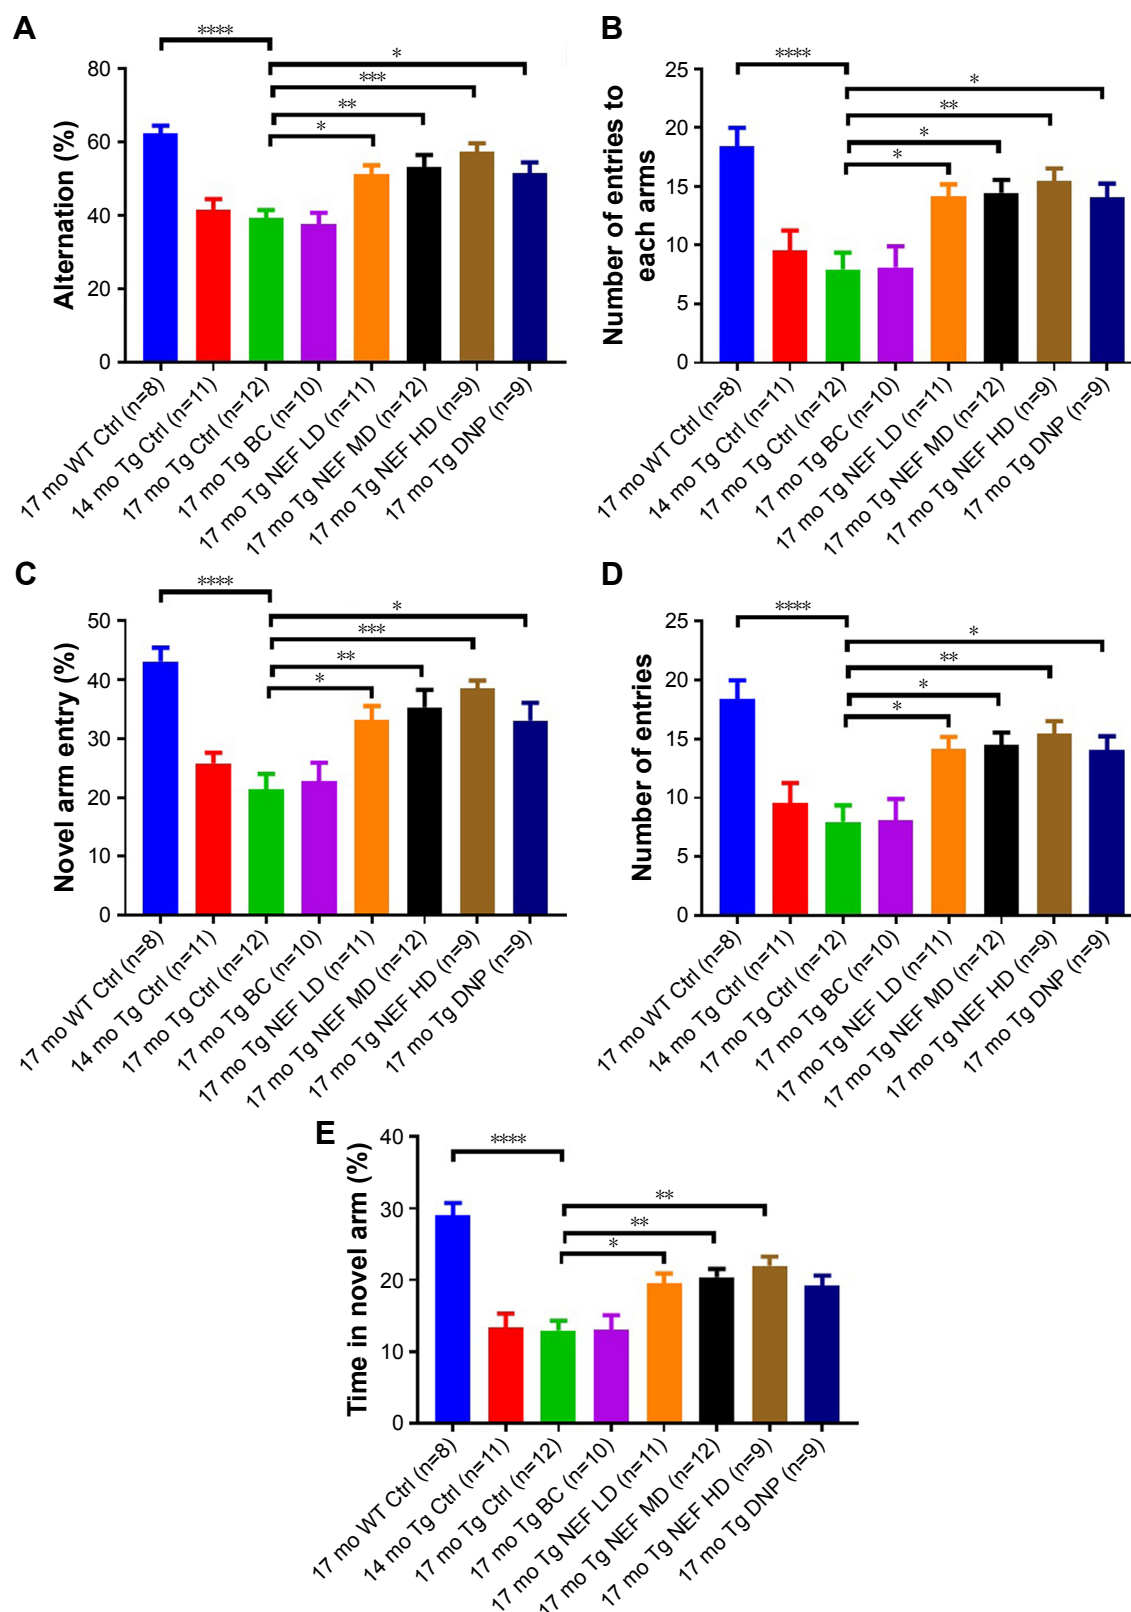 A
Alternation (%)
80
60
40
20
0
****
*
***
**
*
17 mo WT Ctrl (n=8)
14 mo Tg Ctrl (n=11)
17 mo Tg Ctrl (n=12)
17 mo Tg BC (n=10)
17 mo Tg NEF LD (n=11)
17 mo Tg NEF MD (n=12)
17 mo Tg NEF HD (n=9)
17 mo Tg DNP (n=9)
B
Number of entries to
each arms
25
20
15
10
5
0
****
*
**
*
*
17 mo WT Ctrl (n=8)
14 mo Tg Ctrl (n=11)
17 mo Tg Ctrl (n=12)
17 mo Tg BC (n=10)
17 mo Tg NEF LD (n=11)
17 mo Tg NEF MD (n=12)
17 mo Tg NEF HD (n=9)
17 mo Tg DNP (n=9)
C
Novel arm entry (%)
50
40
30
20
10
0
****
*
***
**
*
17 mo WT Ctrl (n=8)
14 mo Tg Ctrl (n=11)
17 mo Tg Ctrl (n=12)
17 mo Tg BC (n=10)
17 mo Tg NEF LD (n=11)
17 mo Tg NEF MD (n=12)
17 mo Tg NEF HD (n=9)
17 mo Tg DNP (n=9)
D
Number of entries
25
20
15
10
5
0
****
*
**
*
*
17 mo WT Ctrl (n=8)
14 mo Tg Ctrl (n=11)
17 mo Tg Ctrl (n=12)
17 mo Tg BC (n=10)
17 mo Tg NEF LD (n=11)
17 mo Tg NEF MD (n=12)
17 mo Tg NEF HD (n=9)
17 mo Tg DNP (n=9)
E
Time in novel arm (%)
40
30
20
10
0
****
**
**
*
17 mo WT Ctrl (n=8)
14 mo Tg Ctrl (n=11)
17 mo Tg Ctrl (n=12)
17 mo Tg BC (n=10)
17 mo Tg NEF LD (n=11)
17 mo Tg NEF MD (n=12)
17 mo Tg NEF HD (n=9)
17 mo Tg DNP (n=9)